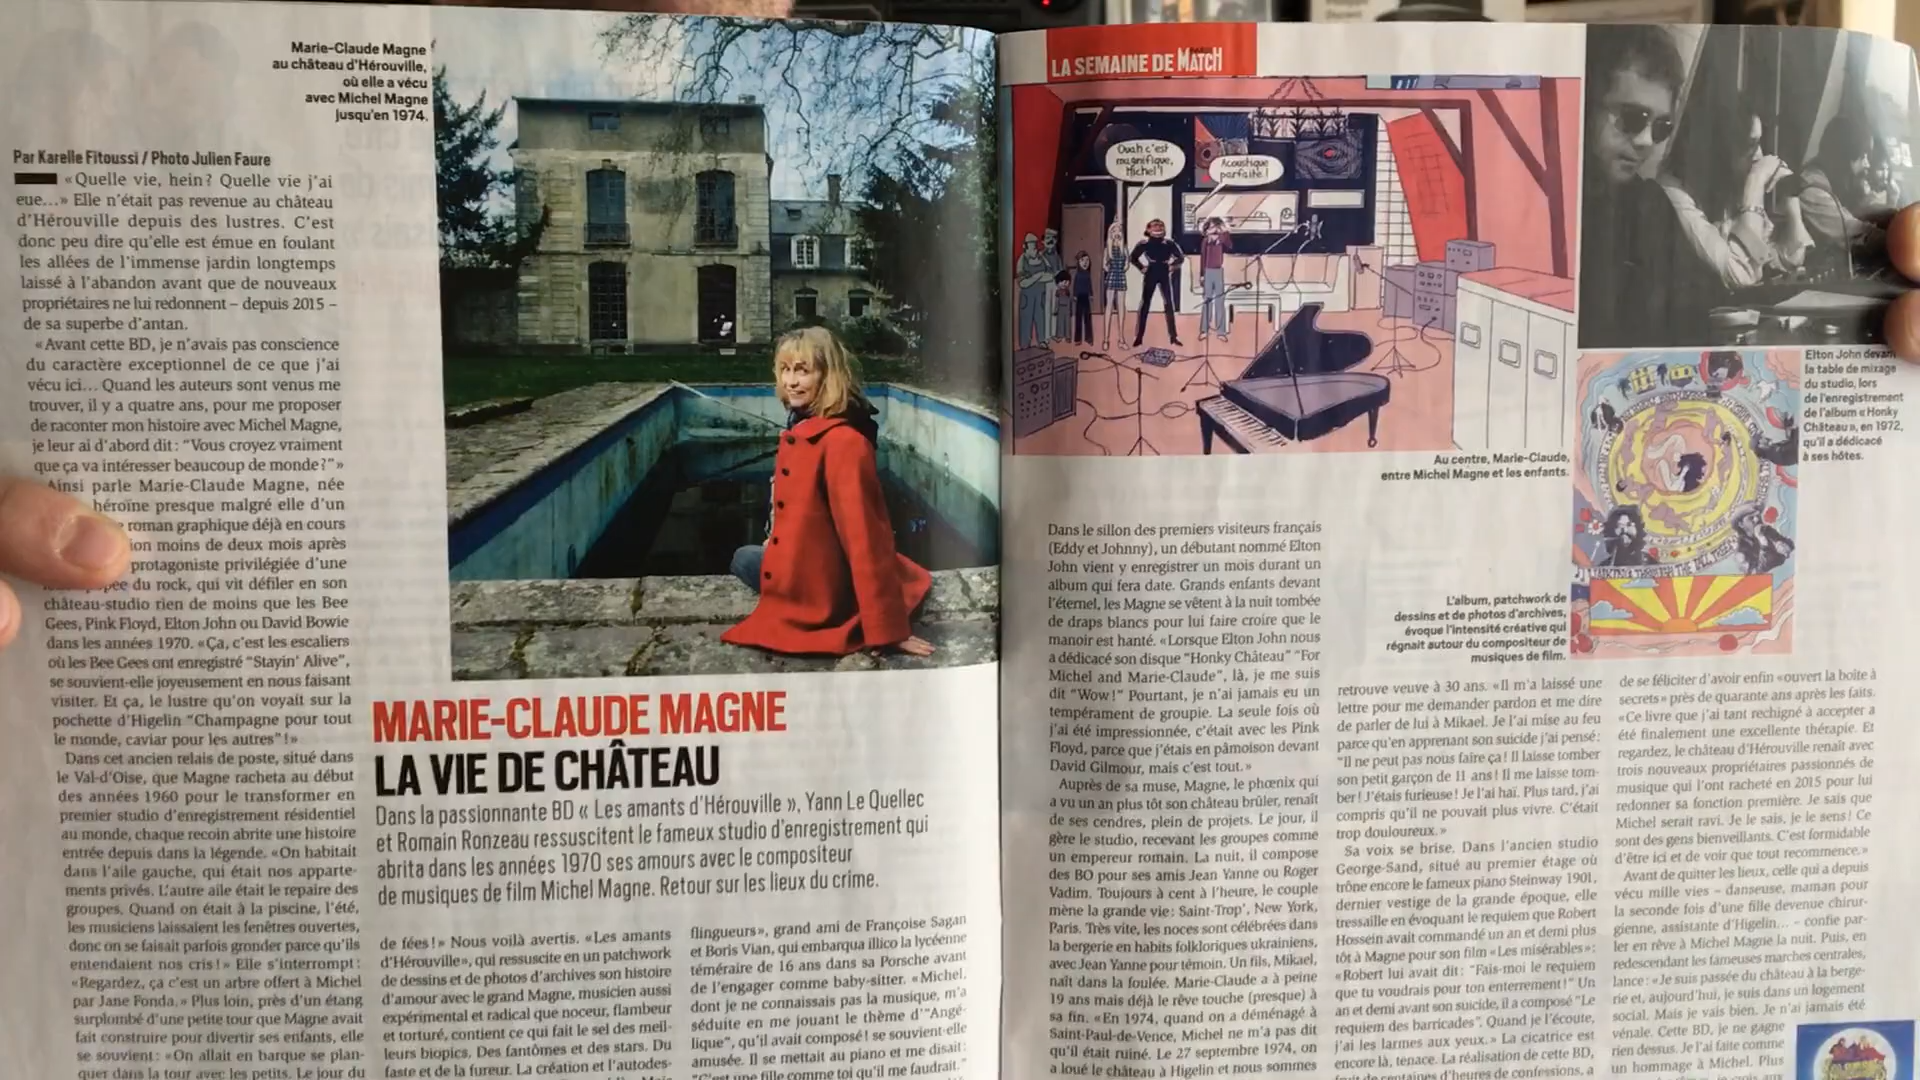 Marie-Claude Magne
au château d'Hérouville,
où elle a vécu
avec Michel Magne
jusqu'en 1974.
Par Karelle Fitoussi / Photo Julien Faure
« Quelle vie, hein ? Quelle vie j'ai
eue... » Elle n'était pas revenue au château
d'Hérouville depuis des lustres. C'est
donc peu dire qu'elle est émue en foulant
les allées de l'immense jardin longtemps
laissé à l'abandon avant que de nouveaux
propriétaires ne lui redonnent – depuis 2015 –
de sa superbe d'antan.
« Avant cette BD, je n'avais pas conscience
du caractère exceptionnel de ce que j'ai
vécu ici... Quand les auteurs sont venus me
trouver, il y a quatre ans, pour me proposer
de raconter mon histoire avec Michel Magne,
je leur ai d'abord dit : "Vous croyez vraiment
que ça va intéresser beaucoup de monde ?" »
Ainsi parle Marie-Claude Magne, née
héroïne presque malgré elle d'un
roman graphique déjà en cours
moins de deux mois après
protagoniste privilégiée d'une
du rock, qui vit défiler en son
château-studio rien de moins que les Bee
Gees, Pink Floyd, Elton John ou David Bowie
dans les années 1970. « Ça, c'est les escaliers
où les Bee Gees ont enregistré "Stayin' Alive",
se souvient-elle joyeusement en nous faisant
visiter. Et ça, le lustre qu'on voyait sur la
pochette d'Higelin "Champagne pour tout
le monde, caviar pour les autres" ! »
Dans cet ancien relais de poste, situé dans
le Val-d'Oise, que Magne racheta au début
des années 1960 pour le transformer en
premier studio d'enregistrement résidentiel
au monde, chaque recoin abrite une histoire
entrée depuis dans la légende. « On habitait
dans l'aile gauche, qui était nos apparte-
ments privés. L'autre aile était le repaire des
groupes. Quand on était à la piscine, l'été,
les musiciens laissaient les fenêtres ouvertes,
donc on se faisait parfois gronder parce qu'ils
entendaient nos cris ! » Elle s'interrompt :
« Regardez, ça c'est un arbre offert à Michel
par Jane Fonda. » Plus loin, près d'un étang
surplombé d'une petite tour que Magne avait
fait construire pour divertir ses enfants, elle
se souvient : « On allait en barque se plan-
quer dans la tour avec les petits. Le jour du
MARIE-CLAUDE MAGNE
LA VIE DE CHÂTEAU
Dans la passionnante BD « Les amants d'Hérouville », Yann Le Quellec
et Romain Ronzeau ressuscitent le fameux studio d'enregistrement qui
abrita dans les années 1970 ses amours avec le compositeur
de musiques de film Michel Magne. Retour sur les lieux du crime.
de fées ! » Nous voilà avertis. « Les amants
d'Hérouville », qui ressuscite en un patchwork
de dessins et de photos d'archives son histoire
d'amour avec le grand Magne, musicien aussi
expérimental et radical que noceur, flambeur
et torturé, contient ce qui fait le sel des meil-
leurs biopics. Des fantômes et des stars. Du
faste et de la fureur. La création et l'autodes-
flingueurs », grand ami de Françoise Sagan
et Boris Vian, qui embarqua illico la lycéenne
téméraire de 16 ans dans sa Porsche avant
de l'engager comme baby-sitter. « Michel,
dont je ne connaissais pas la musique, m'a
séduite en me jouant le thème d'"Angé-
lique", qu'il avait composé ! se souvient-elle
amusée. Il se mettait au piano et me disait :
"C'est une fille comme toi qu'il me faudrait."
LA SEMAINE DE PARIS MATCH
Ouah c'est
magnifique,
Michel !
Acoustique
parfaite !
Au centre, Marie-Claude,
entre Michel Magne et les enfants.
Elton John devant
la table de mixage
du studio, lors
de l'enregistrement
de l'album « Honky
Château », en 1972,
qu'il a dédicacé
à ses hôtes.
L'album, patchwork de
dessins et de photos d'archives,
évoque l'intensité créative qui
régnait autour du compositeur de
musiques de film.
Dans le sillon des premiers visiteurs français
(Eddy et Johnny), un débutant nommé Elton
John vient y enregistrer un mois durant un
album qui fera date. Grands enfants devant
l'éternel, les Magne se vêtent à la nuit tombée
de draps blancs pour lui faire croire que le
manoir est hanté. « Lorsque Elton John nous
a dédicacé son disque "Honky Château" "For
Michel and Marie-Claude", là, je me suis
dit "Wow !" Pourtant, je n'ai jamais eu un
tempérament de groupie. La seule fois où
j'ai été impressionnée, c'était avec les Pink
Floyd, parce que j'étais en pâmoison devant
David Gilmour, mais c'est tout. »
Auprès de sa muse, Magne, le phœnix qui
a vu un an plus tôt son château brûler, renaît
de ses cendres, plein de projets. Le jour, il
gère le studio, recevant les groupes comme
un empereur romain. La nuit, il compose
des BO pour ses amis Jean Yanne ou Roger
Vadim. Toujours à cent à l'heure, le couple
mène la grande vie : Saint-Trop', New York,
Paris. Très vite, les noces sont célébrées dans
la bergerie en habits folkloriques ukrainiens,
avec Jean Yanne pour témoin. Un fils, Mikael,
naît dans la foulée. Marie-Claude a à peine
19 ans mais déjà le rêve touche (presque) à
sa fin. « En 1974, quand on a déménagé à
Saint-Paul-de-Vence, Michel ne m'a pas dit
qu'il était ruiné. Le 27 septembre 1974, on
a loué le château à Higelin et nous sommes
retrouve veuve à 30 ans. « Il m'a laissé une
lettre pour me demander pardon et me dire
de parler de lui à Mikael. Je l'ai mise au feu
parce qu'en apprenant son suicide j'ai pensé :
"Il ne peut pas nous faire ça ! Il laisse tomber
son petit garçon de 11 ans ! Il me laisse tom-
ber ! J'étais furieuse ! Je l'ai haï. Plus tard, j'ai
compris qu'il ne pouvait plus vivre. C'était
trop douloureux. »
Sa voix se brise. Dans l'ancien studio
George-Sand, situé au premier étage où
trône encore le fameux piano Steinway 1901,
dernier vestige de la grande époque, elle
tressaille en évoquant le requiem que Robert
Hossein avait commandé un an et demi plus
tôt à Magne pour son film « Les misérables » :
« Robert lui avait dit : "Fais-moi le requiem
que tu voudrais pour ton enterrement !" Un
an et demi avant son suicide, il a composé "Le
requiem des barricades". Quand je l'écoute,
j'ai les larmes aux yeux. » La cicatrice est
encore là, tenace. La réalisation de cette BD,
fruit de centaines d'heures de confessions, a
de se féliciter d'avoir enfin « ouvert la boîte à
secrets » près de quarante ans après les faits.
« Ce livre que j'ai tant rechigné à accepter a
été finalement une excellente thérapie. Et
regardez, le château d'Hérouville renaît avec
trois nouveaux propriétaires passionnés de
musique qui l'ont racheté en 2015 pour lui
redonner sa fonction première. Je sais que
Michel serait ravi. Je le sais, je le sens ! Ce
sont des gens bienveillants. C'est formidable
d'être ici et de voir que tout recommence. »
Avant de quitter les lieux, celle qui a depuis
vécu mille vies – danseuse, maman pour
la seconde fois d'une fille devenue chirur-
gienne, assistante d'Higelin... – confie par-
ler en rêve à Michel Magne la nuit. Puis, en
redescendant les fameuses marches centrales,
lance : « Je suis passée du château à la berge-
rie et, aujourd'hui, je suis dans un logement
social. Mais je vais bien. Je n'ai jamais été
vénale. Cette BD, je ne gagne
rien dessus. Je l'ai faite comme
un hommage à Michel. Plus